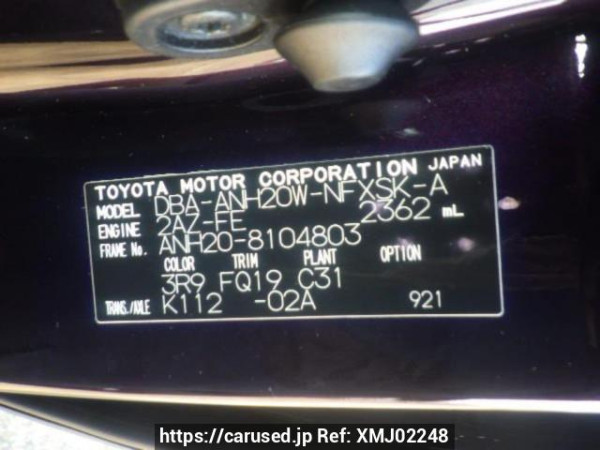 TOYOTA MOTOR CORPORATION JAPAN
MODEL DBA-ANH20W-NFXSK-A
ENGINE 2AZ-FE 2362 mL
FRAME No. ANH20-8104803
COLOR TRIM PLANT OPTION
3R9 FQ19 C31
TRANS./AXLE K112 -02A 921
https://carused.jp Ref: XMJ02248